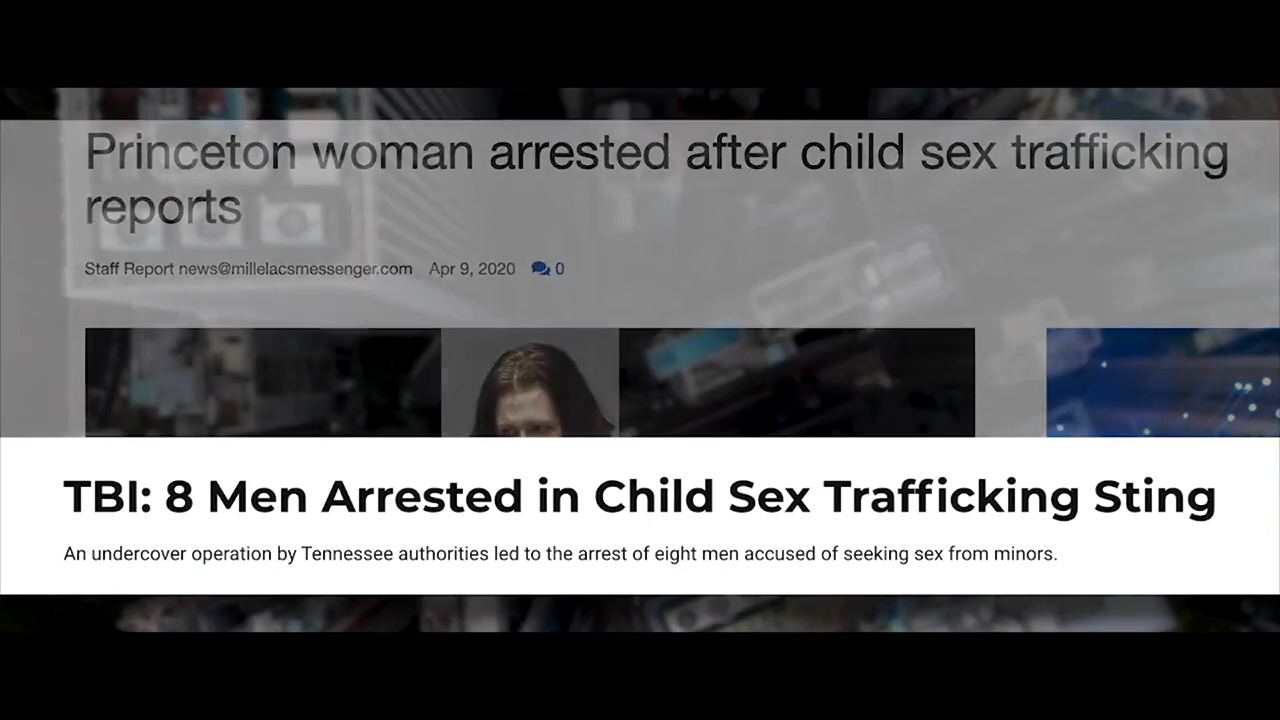 Princeton woman arrested after child sex trafficking
reports
Staff Report news@millelacsmessenger.com Apr 9, 2020 0
TBI: 8 Men Arrested in Child Sex Trafficking Sting
An undercover operation by Tennessee authorities led to the arrest of eight men accused of seeking sex from minors.